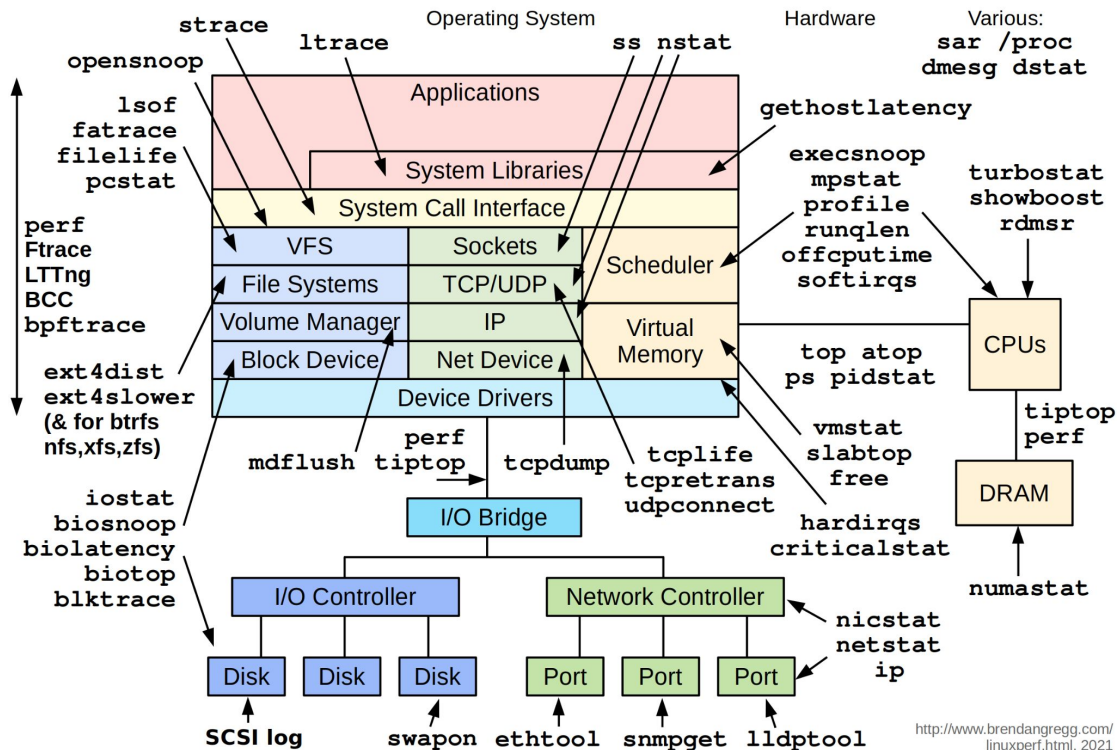 Operating System
Hardware
Various:
sar /proc
dmesg dstat
strace
ltrace
ss nstat
opensnoop
lsof
fatrace
filelife
pcstat
perf
Ftrace
LTTng
BCC
bpftrace
ext4dist
ext4slower
(& for btrfs
nfs,xfs,zfs)
iostat
biosnoop
biolatency
biotop
blktrace
Applications
System Libraries
System Call Interface
VFS
Sockets
Scheduler
File Systems
TCP/UDP
Volume Manager
IP
Virtual
Memory
Block Device
Net Device
Device Drivers
gethostlatency
execsnoop
mpstat
profile
runqlen
offcputime
softirqs
turbostat
showboost
rdmsr
CPUs
top atop
ps pidstat
tiptop
perf
DRAM
numastat
vmstat
slabtop
free
hardirqs
criticalstat
mdflush
perf
tiptop
tcpdump
tcplife
tcpretrans
udpconnect
I/O Bridge
I/O Controller
Network Controller
nicstat
netstat
ip
Disk
Disk
Disk
Port
Port
Port
SCSI log
swapon
ethtool
snmpget
lldptool
http://www.brendangregg.com/
linuxperf.html, 2021